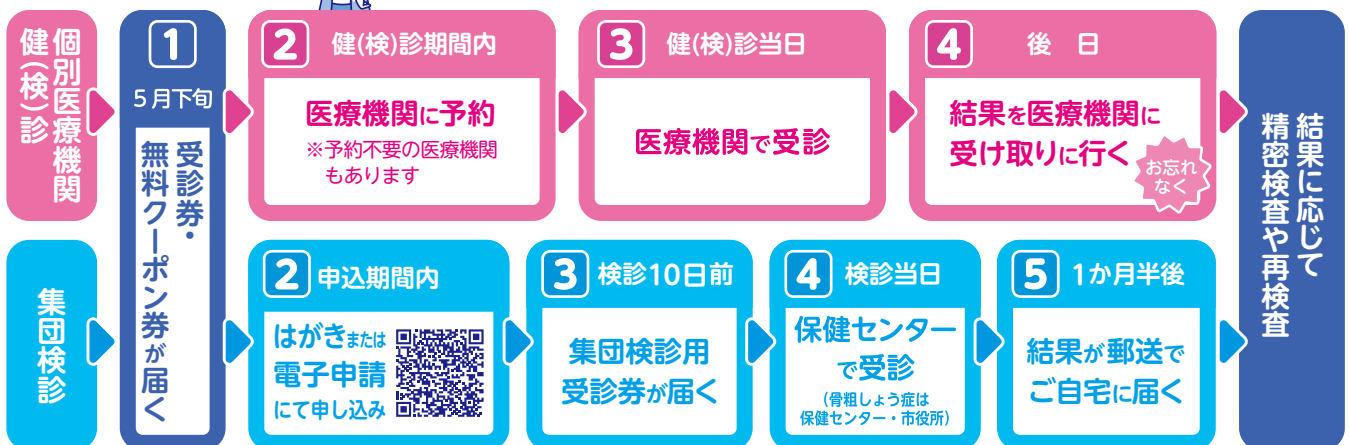 個別医療機関
健(検)診
1
5月下旬
受診券・
無料クーポン券が届く
2 健(検)診期間内
医療機関に予約
※予約不要の医療機関
もあります
3 健(検)診当日
医療機関で受診
4 後 日
結果を医療機関に
受け取りに行く
お忘れ
なく
集団検診
2 申込期間内
はがきまたは
電子申請
にて申し込み
3 検診10日前
集団検診用
受診券が届く
4 検診当日
保健センター
で受診
(骨粗しょう症は
保健センター・市役所)
5 1か月半後
結果が郵送で
ご自宅に届く
結果に応じて
精密検査や再検査